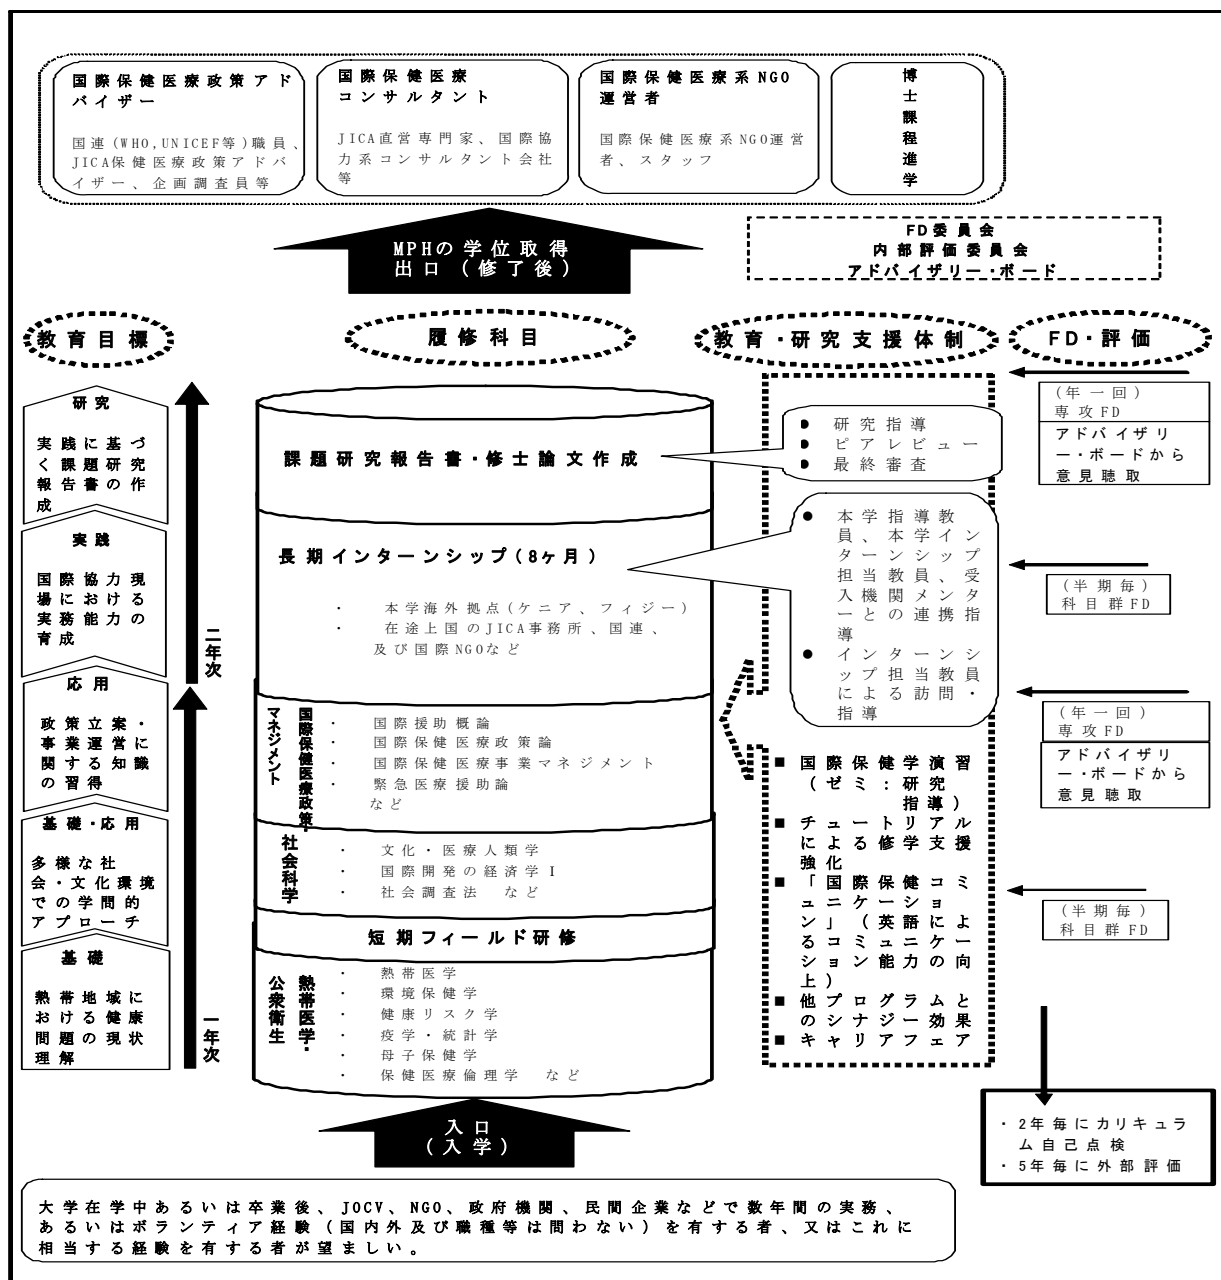 国際保健医療政策アド
バイザー
国連(WHO,UNICEF等)職員、
JICA保健医療政策アドバ
イザー、企画調査員等
国際保健医療
コンサルタント
JICA直営専門家、国際協
力系コンサルタント会社
等
国際保健医療系NGO
運営者
国際保健医療系NGO運営
者、スタッフ
博士課程進学
MPHの学位取得
出口(修了後)
FD委員会
内部評価委員会
アドバイザリー・ボード
教育目標
履修科目
教育・研究支援体制
FD・評価
研究
実践に基づ
く課題研究
報告書の作
成
実践
国際協力現
場における
実務能力の
育成
応用
政策立案・
事業運営に
関する知識
の習得
基礎・応用
多様な社
会・文化環境
での学問的
アプローチ
基礎
熱帯地域に
おける健康
問題の現状
理解
二年次
一年次
課題研究報告書・修士論文作成
長期インターンシップ(8ヶ月)
・ 本学海外拠点(ケニア、フィジー)
・ 在途上国のJICA事務所、国連、
及び国際NGOなど
国際保健医療政策・
マネジメント
・ 国際援助概論
・ 国際保健医療政策論
・ 国際保健医療事業マネジメント
・ 緊急医療援助論
など
社会科学
・ 文化・医療人類学
・ 国際開発の経済学I
・ 社会調査法 など
短期フィールド研修
熱帯医学・
公衆衛生
・ 熱帯医学
・ 環境保健学
・ 健康リスク学
・ 疫学・統計学
・ 母子保健学
・ 保健医療倫理学 など
入口
(入学)
● 研究指導
● ピアレビュー
● 最終審査
● 本学指導教
員、本学イン
ターンシップ
担当教員、受
入機関メンタ
ーとの連携指
導
● インターンシ
ップ担当教員
による訪問・
指導
■ 国際保健学演習
(ゼミ:研究
指導)
■ チュートリアル
による修学支援
強化
■ 「国際保健コミ
ュニケーショ
ン」(英語によ
るコミュニケー
ション能力の向
上)
■ 他プログラムと
のシナジー効果
■ キャリアフェア
(年一回)
専攻FD
アドバイザリ
ー・ボードから
意見聴取
(半期毎)
科目群FD
(年一回)
専攻FD
アドバイザリ
ー・ボードから
意見聴取
(半期毎)
科目群FD
・ 2年毎にカリキュラ
ム自己点検
・ 5年毎に外部評価
大学在学中あるいは卒業後、JOCV、NGO、政府機関、民間企業などで数年間の実務、
あるいはボランティア経験(国内外及び職種等は問わない)を有する者、又はこれに
相当する経験を有する者が望ましい。